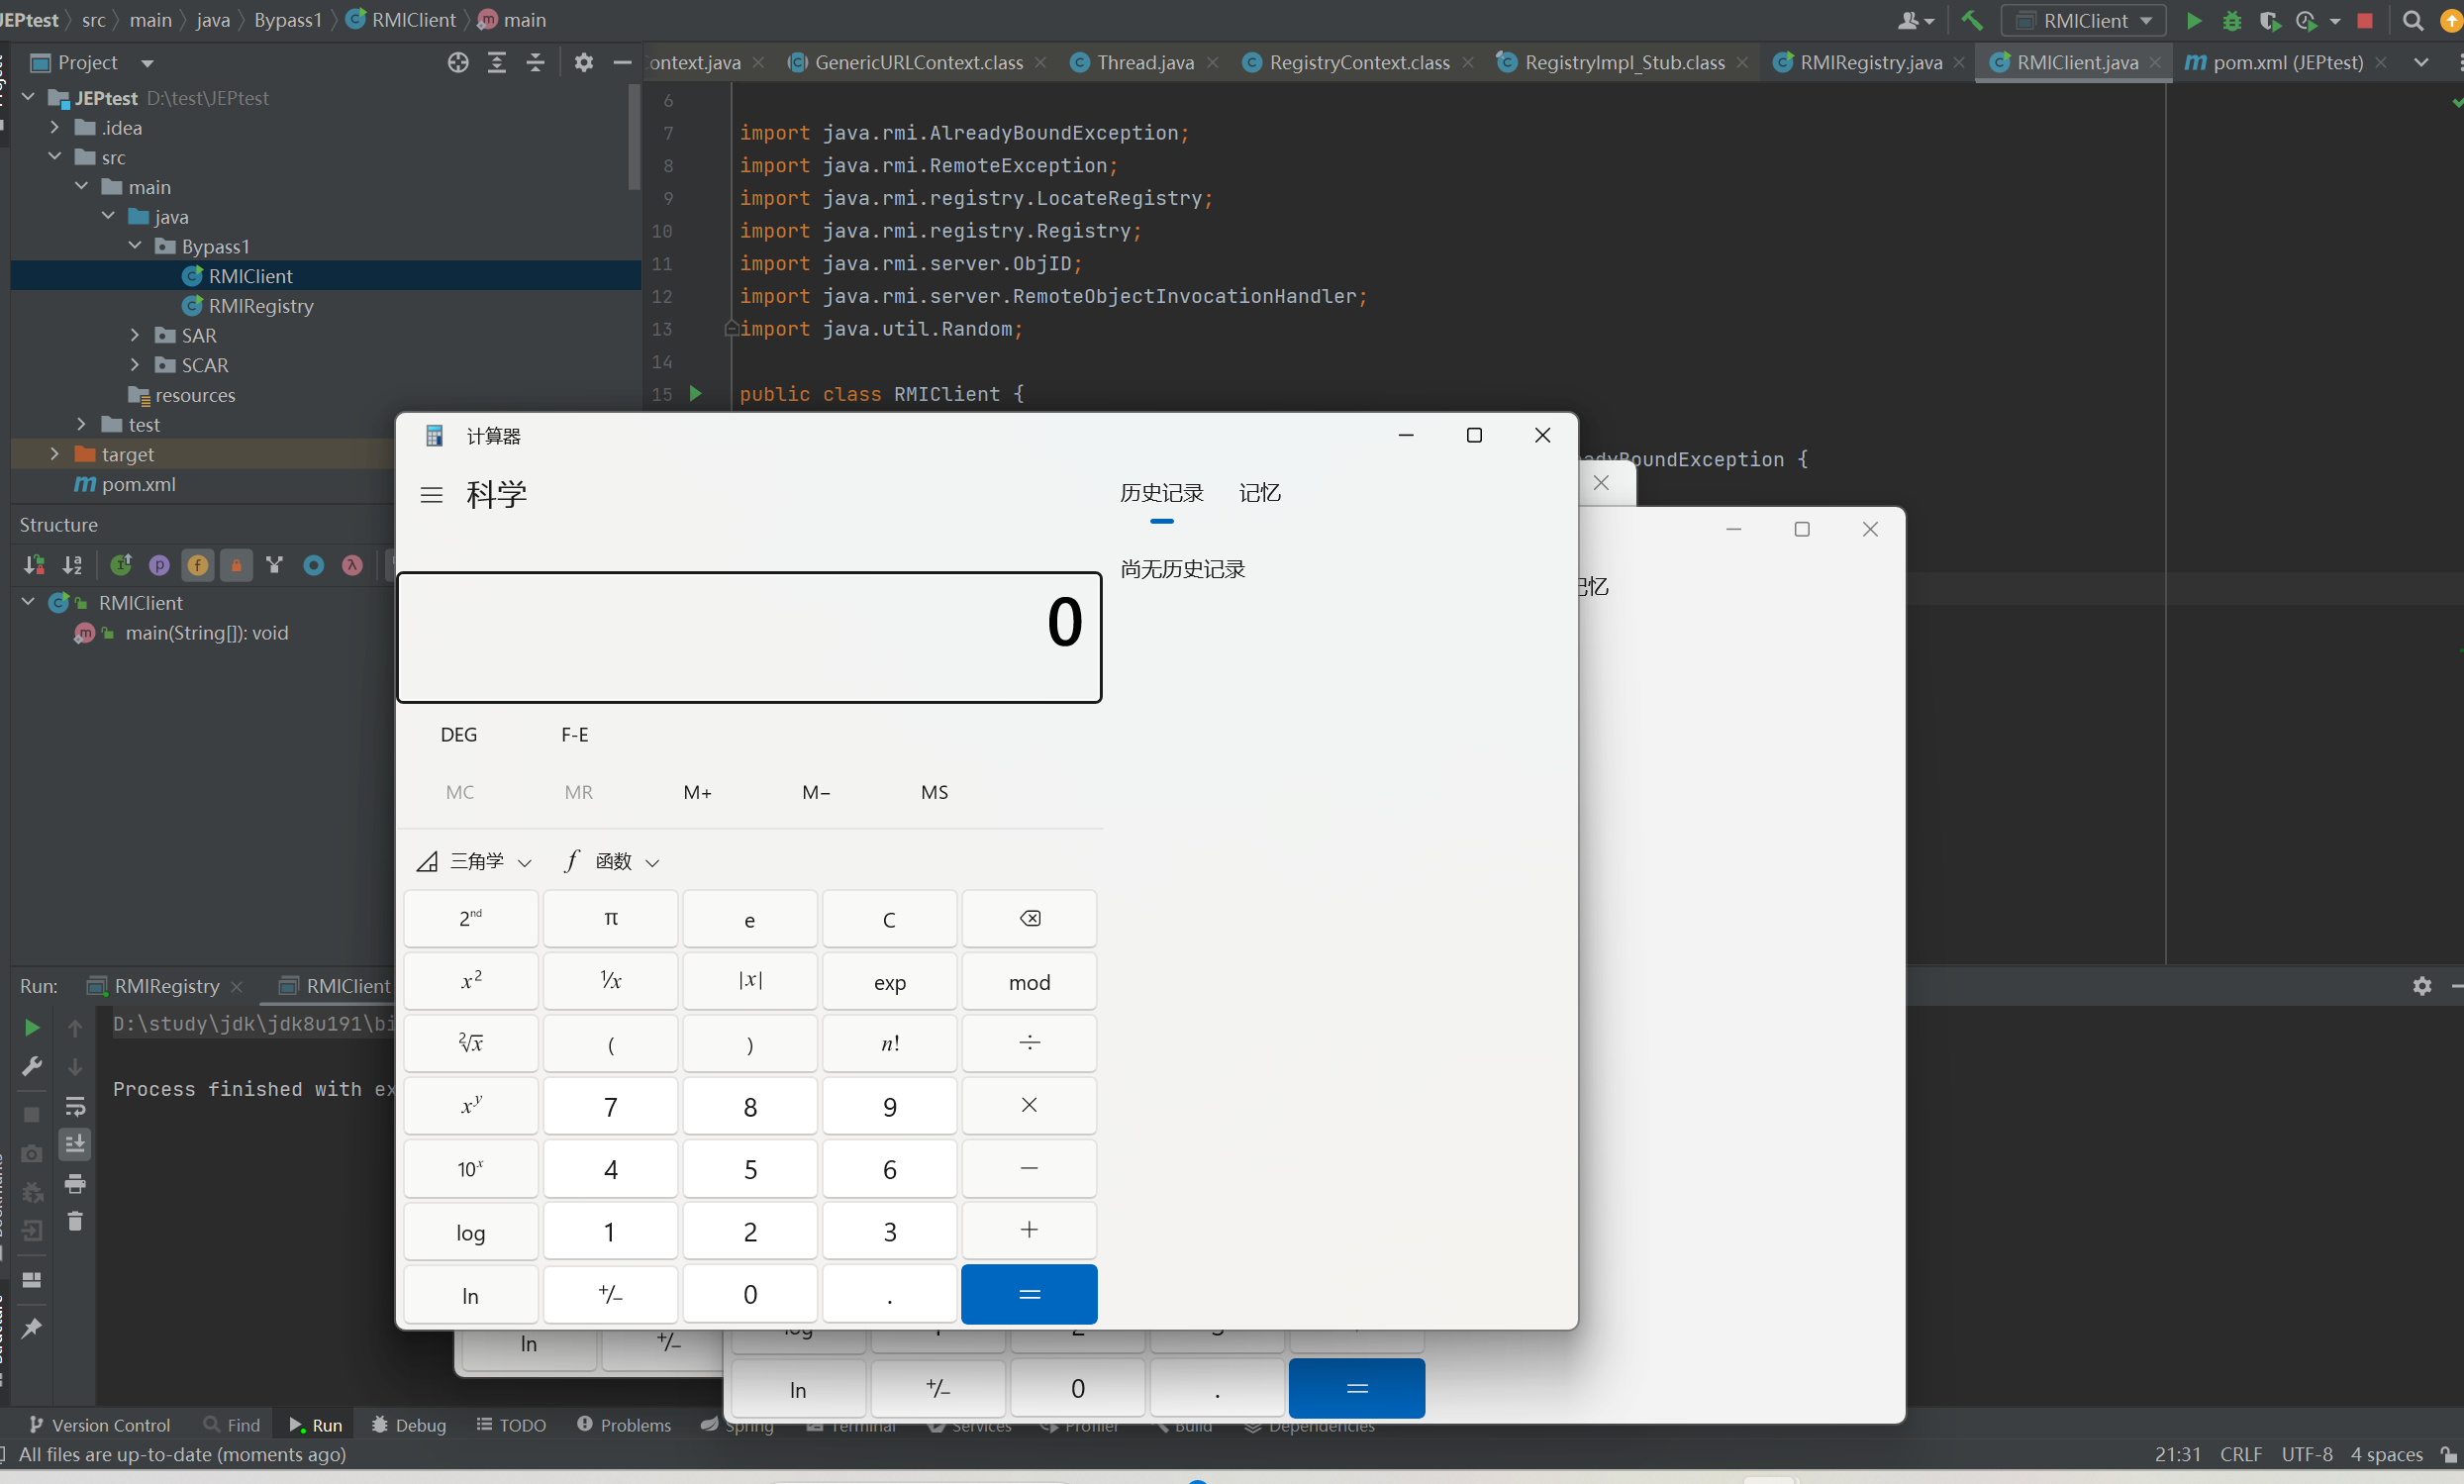 JEPtest src main java Bypass1 RMIClient main
RMIClient
Project
ontext.java GenericURLContext.class Thread.java RegistryContext.class RegistryImpl_Stub.class RMIRegistry.java RMIClient.java pom.xml (JEPtest)
JEPtest D:\test\JEPtest
.idea
src
main
java
Bypass1
RMIClient
RMIRegistry
SAR
SCAR
resources
test
target
pom.xml
6
7 import java.rmi.AlreadyBoundException;
8 import java.rmi.RemoteException;
9 import java.rmi.registry.LocateRegistry;
10 import java.rmi.registry.Registry;
11 import java.rmi.server.ObjID;
12 import java.rmi.server.RemoteObjectInvocationHandler;
13 import java.util.Random;
14
15 public class RMIClient {
adyBoundException {
Structure
RMIClient
main(String[]): void
计算器
科学
历史记录 记忆
尚无历史记录
0
DEG F-E
MC MR M+ M− MS
三角学 f 函数
2nd π e C
x² ¹/x |x| exp mod
²√x ( ) n! ÷
xʸ 7 8 9 ×
10ˣ 4 5 6 −
log 1 2 3 +
ln +/− 0 . =
记忆
ln +/−
log 1 2 3
ln +/− 0 . =
Run: RMIRegistry RMIClient
D:\study\jdk\jdk8u191\bi
Process finished with ex
Version Control Find Run Debug TODO Problems Spring Terminal Services Profiler Build Dependencies
All files are up-to-date (moments ago)
21:31 CRLF UTF-8 4 spaces